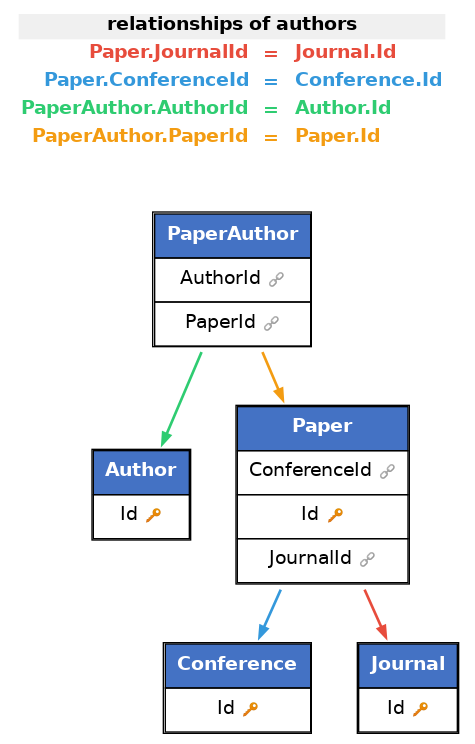 relationships of authors
Paper.JournalId = Journal.Id
Paper.ConferenceId = Conference.Id
PaperAuthor.AuthorId = Author.Id
PaperAuthor.PaperId = Paper.Id
PaperAuthor
AuthorId
PaperId
Author
Id
Paper
ConferenceId
Id
JournalId
Conference
Id
Journal
Id